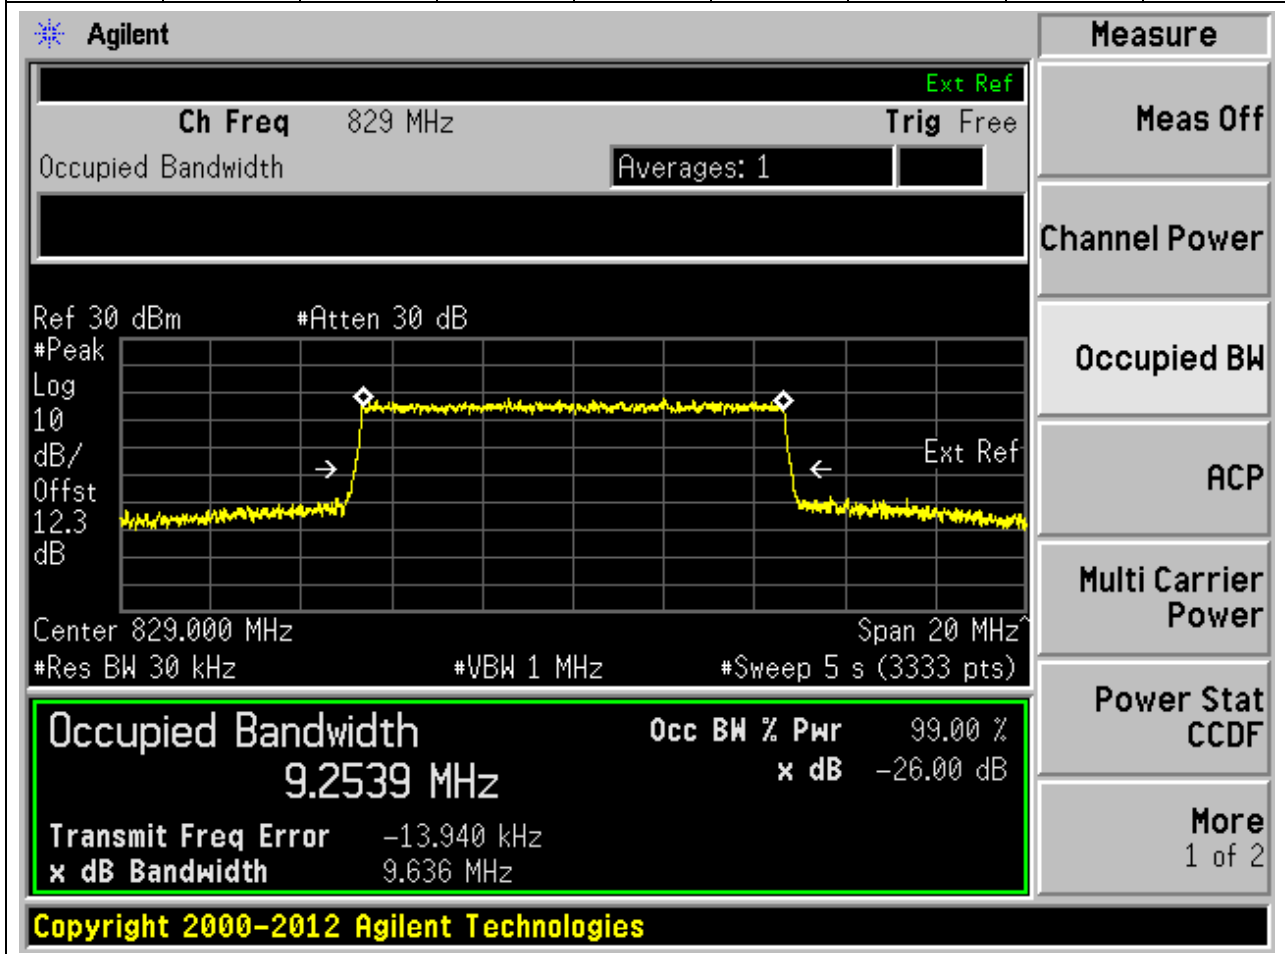 Agilent
Measure
Ext Ref
Ch Freq 829 MHz Trig Free
Meas Off
Occupied Bandwidth Averages: 1
Channel Power
Ref 30 dBm #Atten 30 dB
#Peak
Log
10
dB/
Offst
12.3
dB
Ext Ref
Occupied BW
ACP
Center 829.000 MHz Span 20 MHz^
#Res BW 30 kHz #VBW 1 MHz #Sweep 5 s (3333 pts)
Multi Carrier
Power
Occupied Bandwidth Occ BW % Pwr 99.00 %
9.2539 MHz x dB -26.00 dB
Transmit Freq Error -13.940 kHz
x dB Bandwidth 9.636 MHz
Power Stat
CCDF
More
1 of 2
Copyright 2000-2012 Agilent Technologies